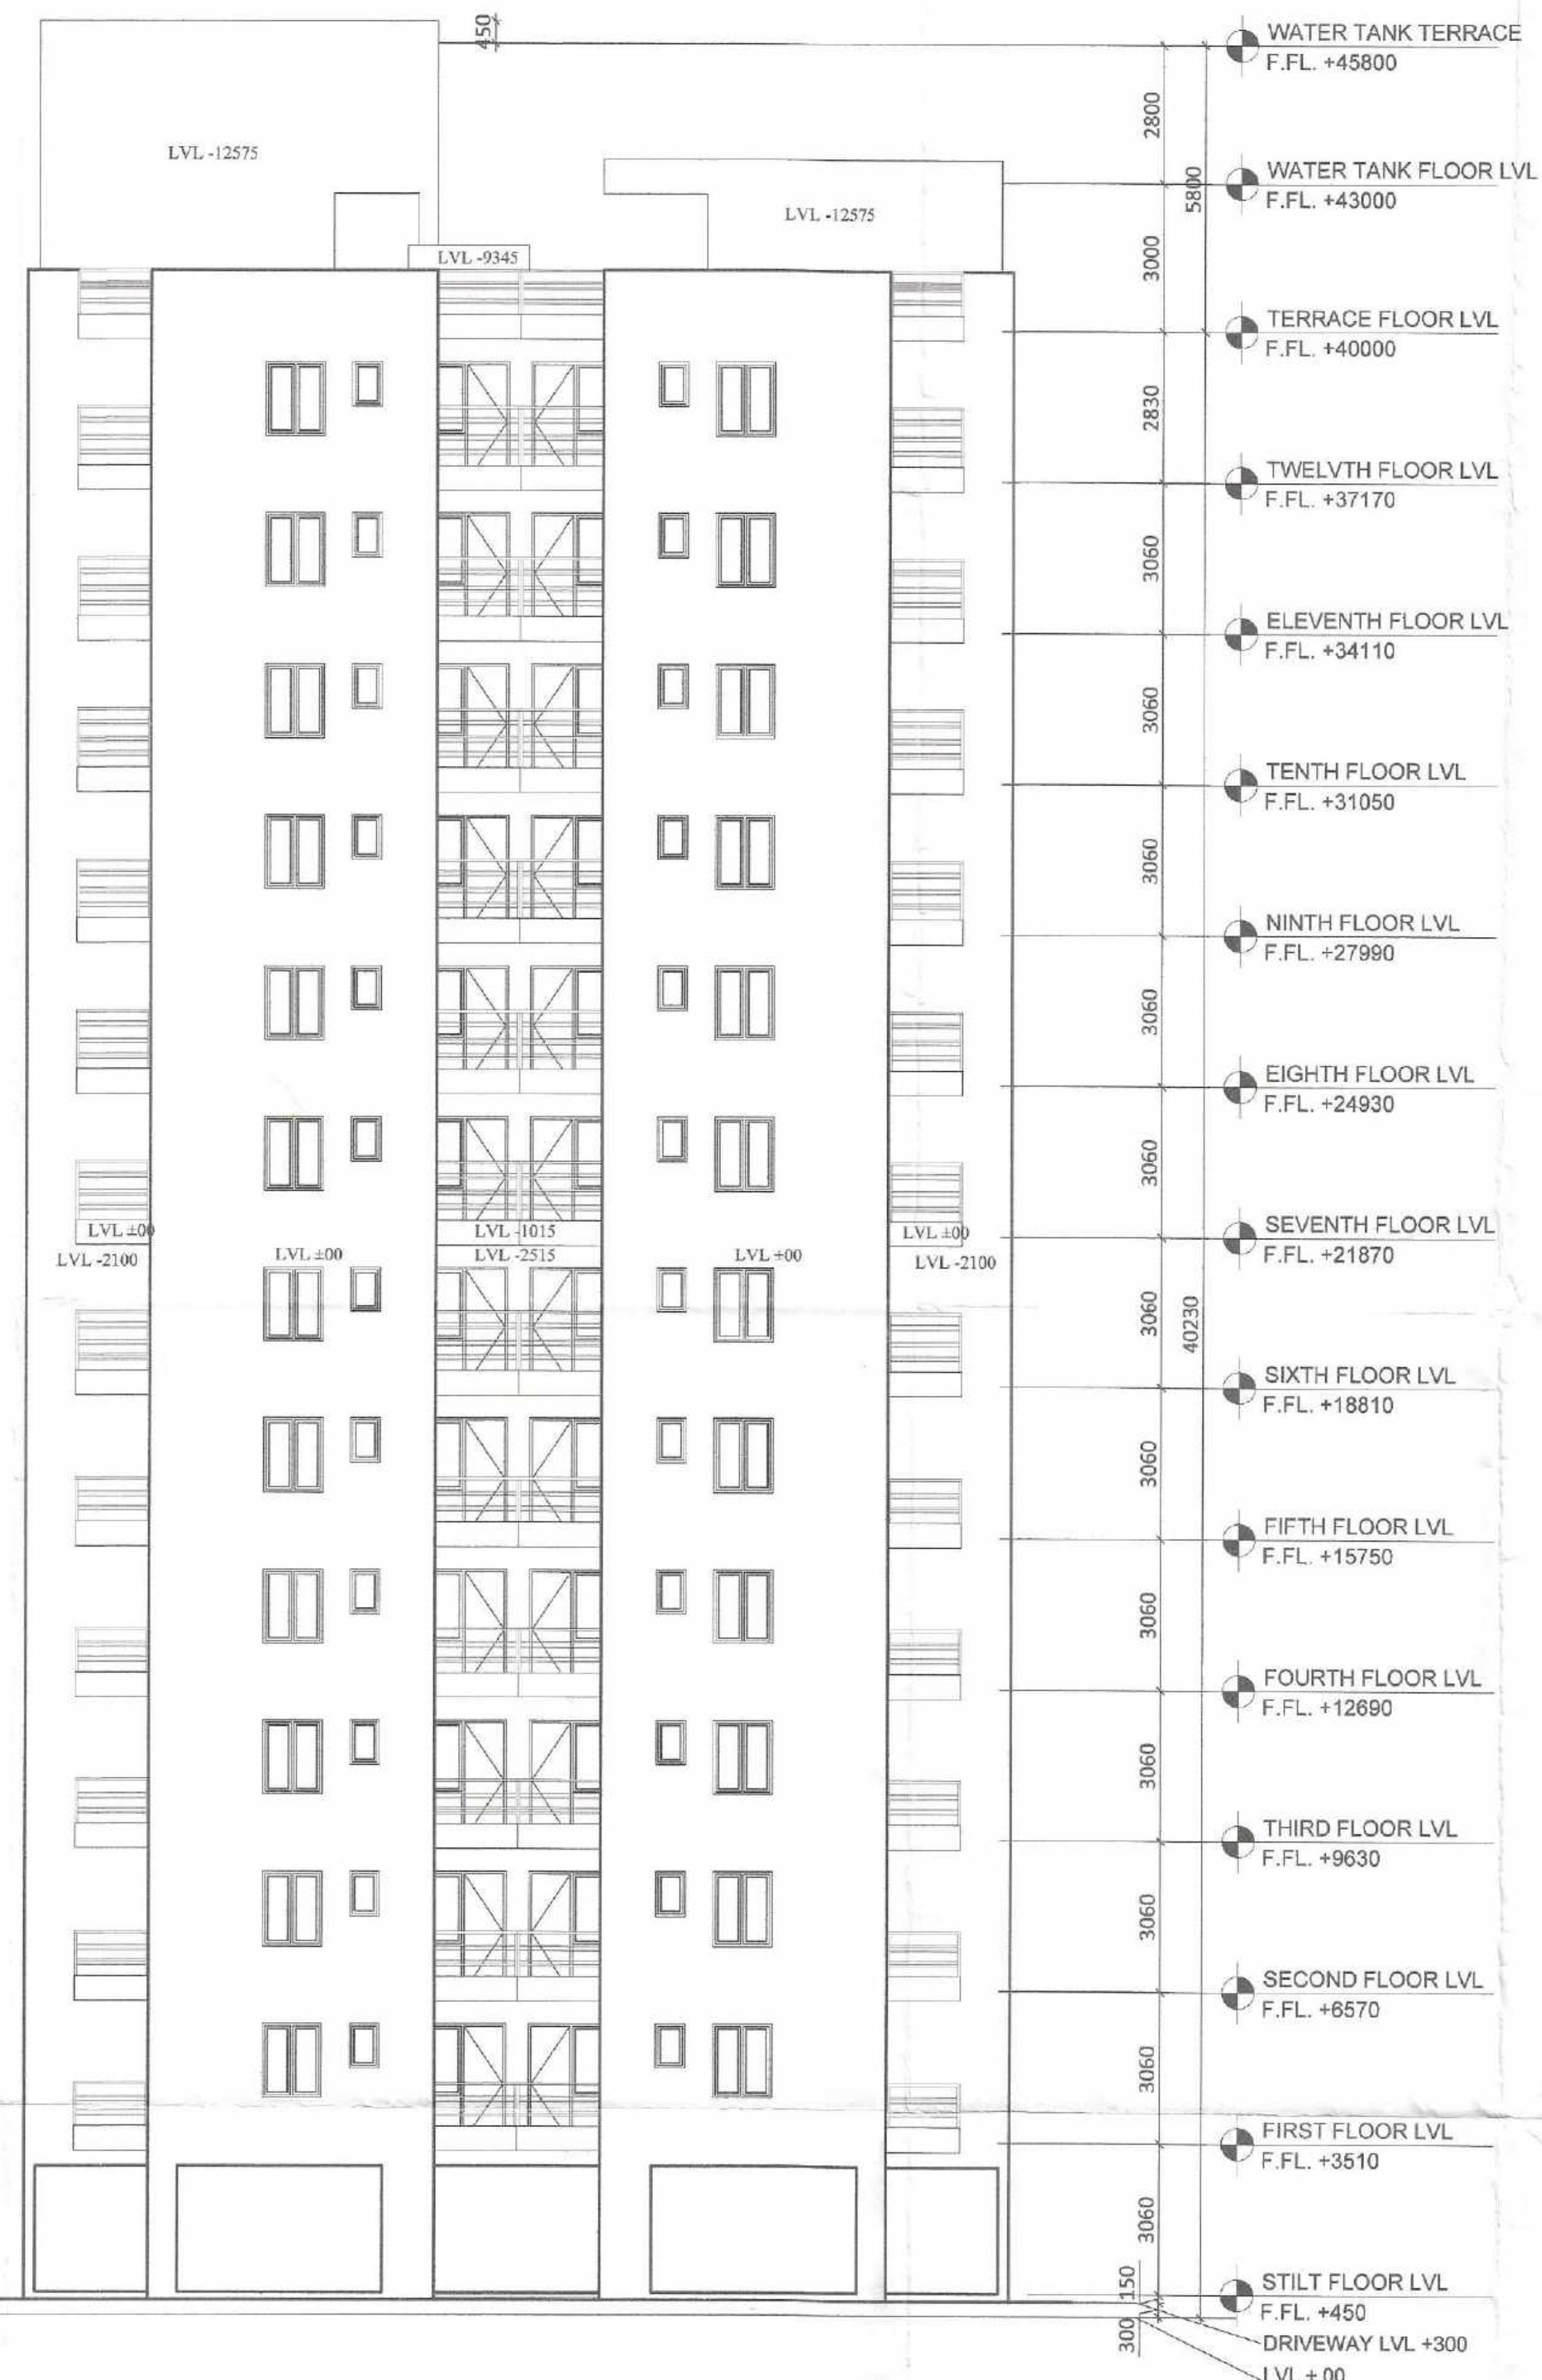 450
WATER TANK TERRACE
F.FL. +45800
2800
LVL -12575
WATER TANK FLOOR LVL
F.FL. +43000
5800
LVL -12575
3000
LVL -9345
TERRACE FLOOR LVL
F.FL. +40000
2830
TWELVTH FLOOR LVL
F.FL. +37170
3060
ELEVENTH FLOOR LVL
F.FL. +34110
3060
TENTH FLOOR LVL
F.FL. +31050
3060
NINTH FLOOR LVL
F.FL. +27990
3060
EIGHTH FLOOR LVL
F.FL. +24930
3060
SEVENTH FLOOR LVL
F.FL. +21870
LVL ±00
LVL -1015
LVL ±00
LVL -2100
LVL ±00
LVL -2515
LVL ±00
LVL -2100
3060
40230
SIXTH FLOOR LVL
F.FL. +18810
3060
FIFTH FLOOR LVL
F.FL. +15750
3060
FOURTH FLOOR LVL
F.FL. +12690
3060
THIRD FLOOR LVL
F.FL. +9630
3060
SECOND FLOOR LVL
F.FL. +6570
3060
FIRST FLOOR LVL
F.FL. +3510
3060
150
STILT FLOOR LVL
F.FL. +450
300
DRIVEWAY LVL +300
LVL ± 00